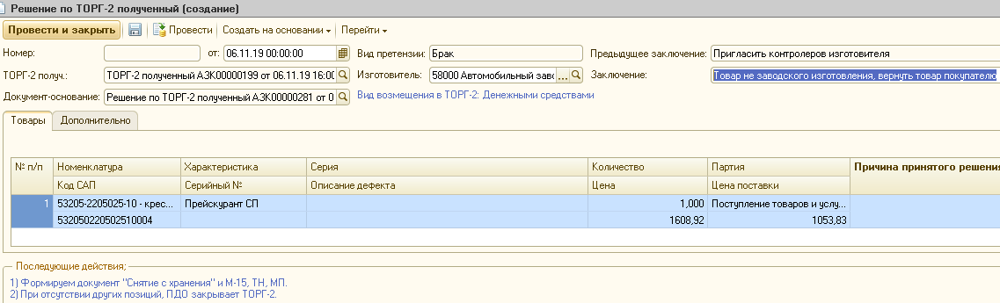 Решение по ТОРГ-2 полученный (создание)
Провести и закрыть Провести Создать на основании Перейти
Номер: от: 06.11.19 00:00:00 Вид претензии: Брак Предыдущее заключение: Пригласить контролеров изготовителя
ТОРГ-2 получ.: ТОРГ-2 полученный АЗК00000199 от 06.11.19 16:00 Изготовитель: 58000 Автомобильный заво ... Заключение: Товар не заводского изготовления, вернуть товар покупателю
Документ-основание: Решение по ТОРГ-2 полученный АЗК00000281 от 0 Вид возмещения в ТОРГ-2: Денежными средствами
Товары Дополнительно
№ п/п Номенклатура Характеристика Серия Количество Партия Причина принятого решения
Код САП Серийный № Описание дефекта Цена Цена поставки
1 53205-2205025-10 - крес... Прейскурант СП 1,000 Поступление товаров и услу...
532050220502510004 1608,92 1053,83
Последующие действия:
1) Формируем документ "Снятие с хранения" и М-15, ТН, МП.
2) При отсутствии других позиций, ПДО закрывает ТОРГ-2.